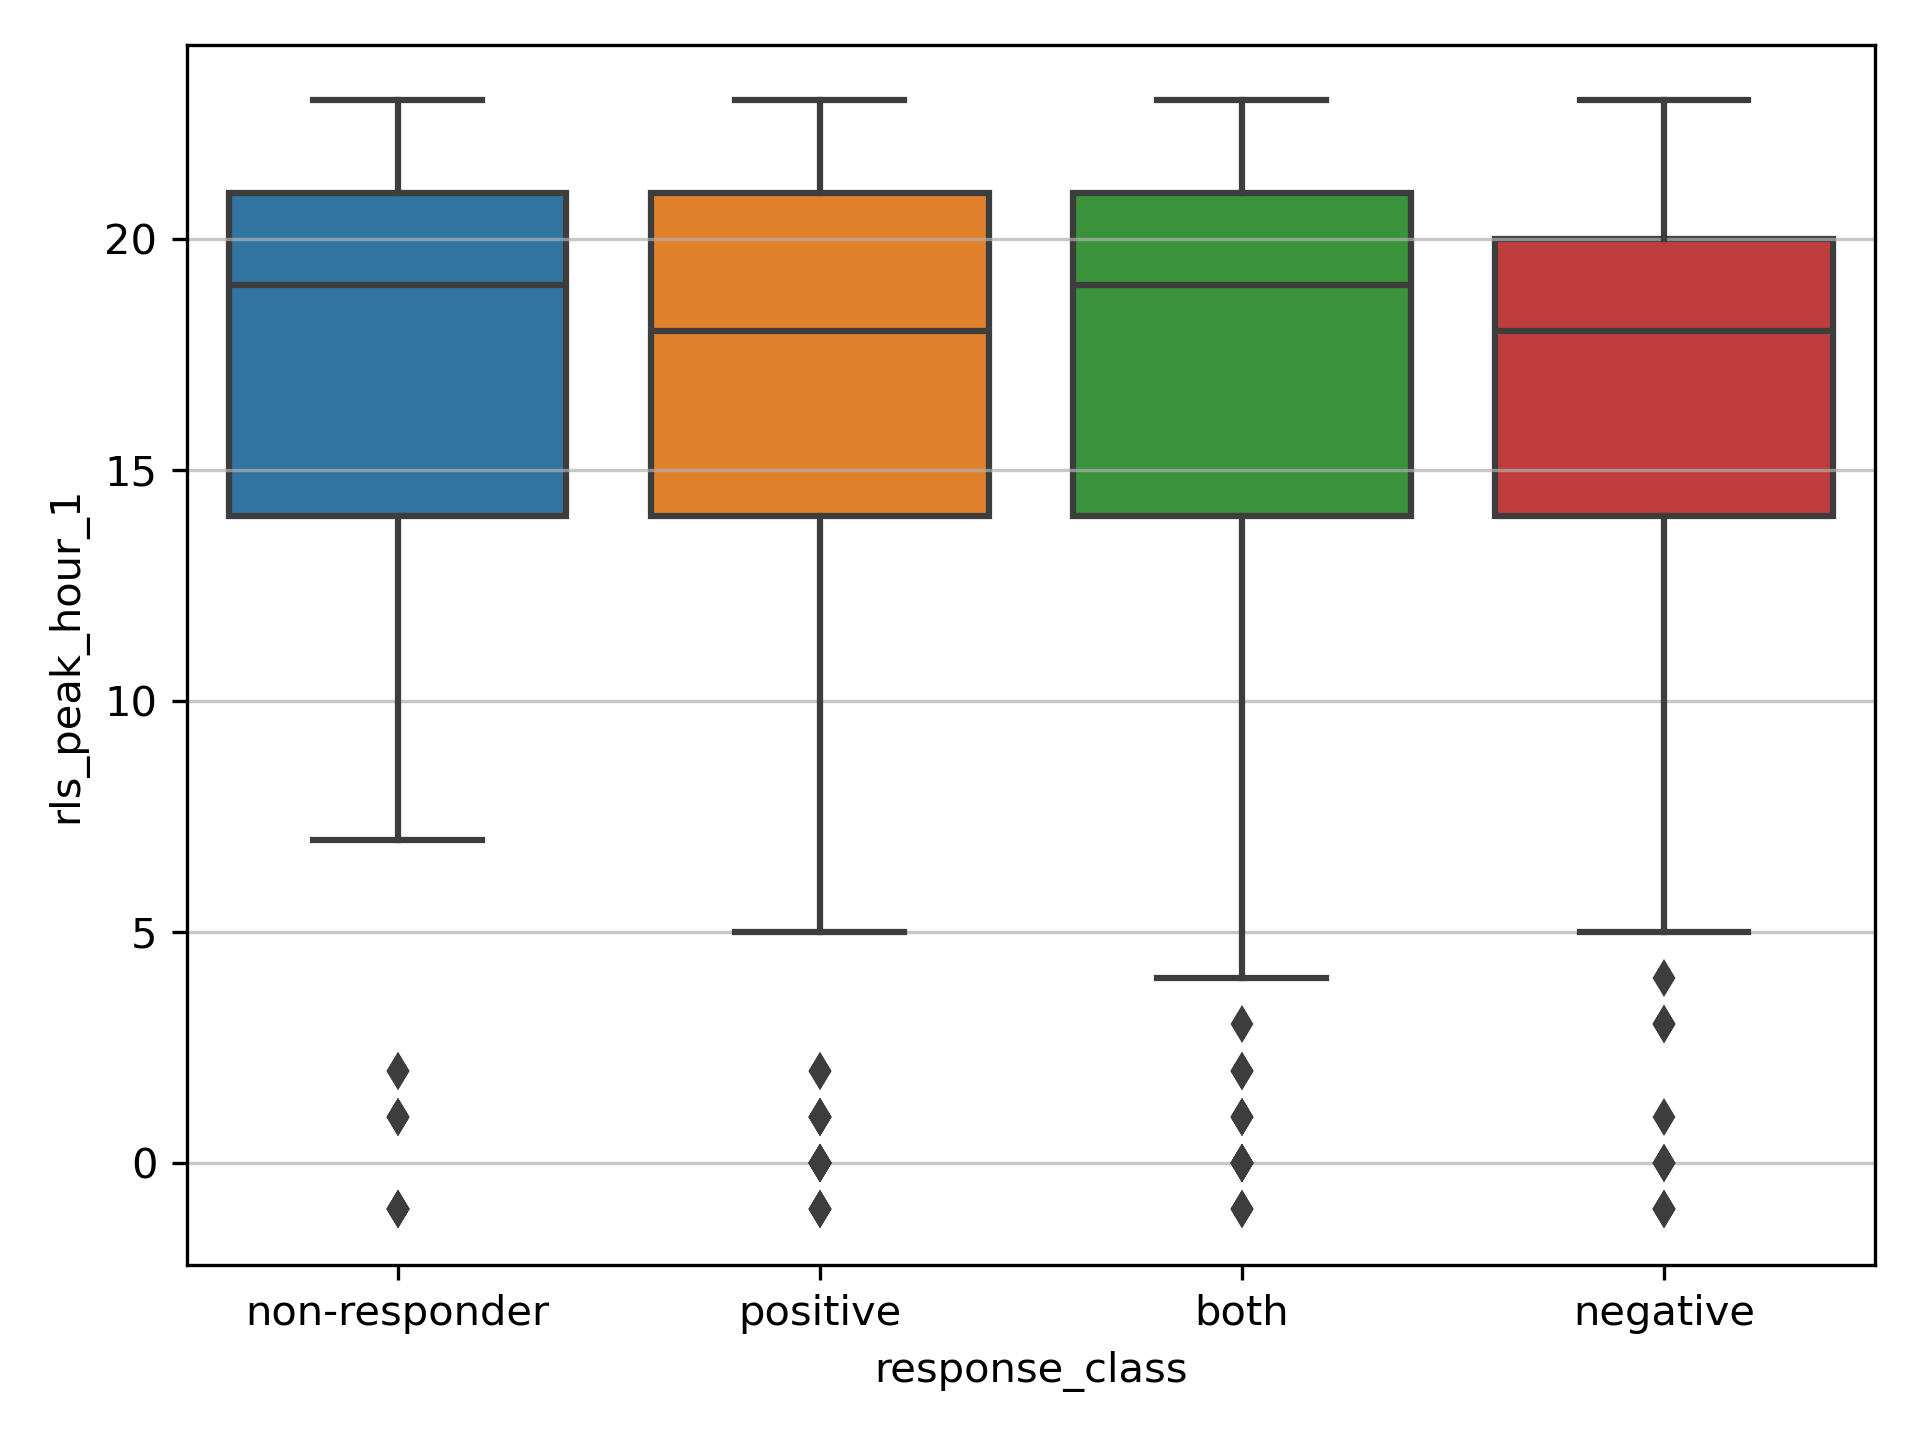 rls_peak_hour_1
20
15
10
5
0
non-responder
positive
both
negative
response_class